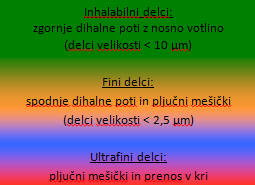 Inhalabilni delci:
zgornje dihalne poti z nosno votlino
(delci velikosti < 10 µm)
Fini delci:
spodnje dihalne poti in pljučni mešički
(delci velikosti < 2,5 µm)
Ultrafini delci:
pljučni mešički in prenos v kri